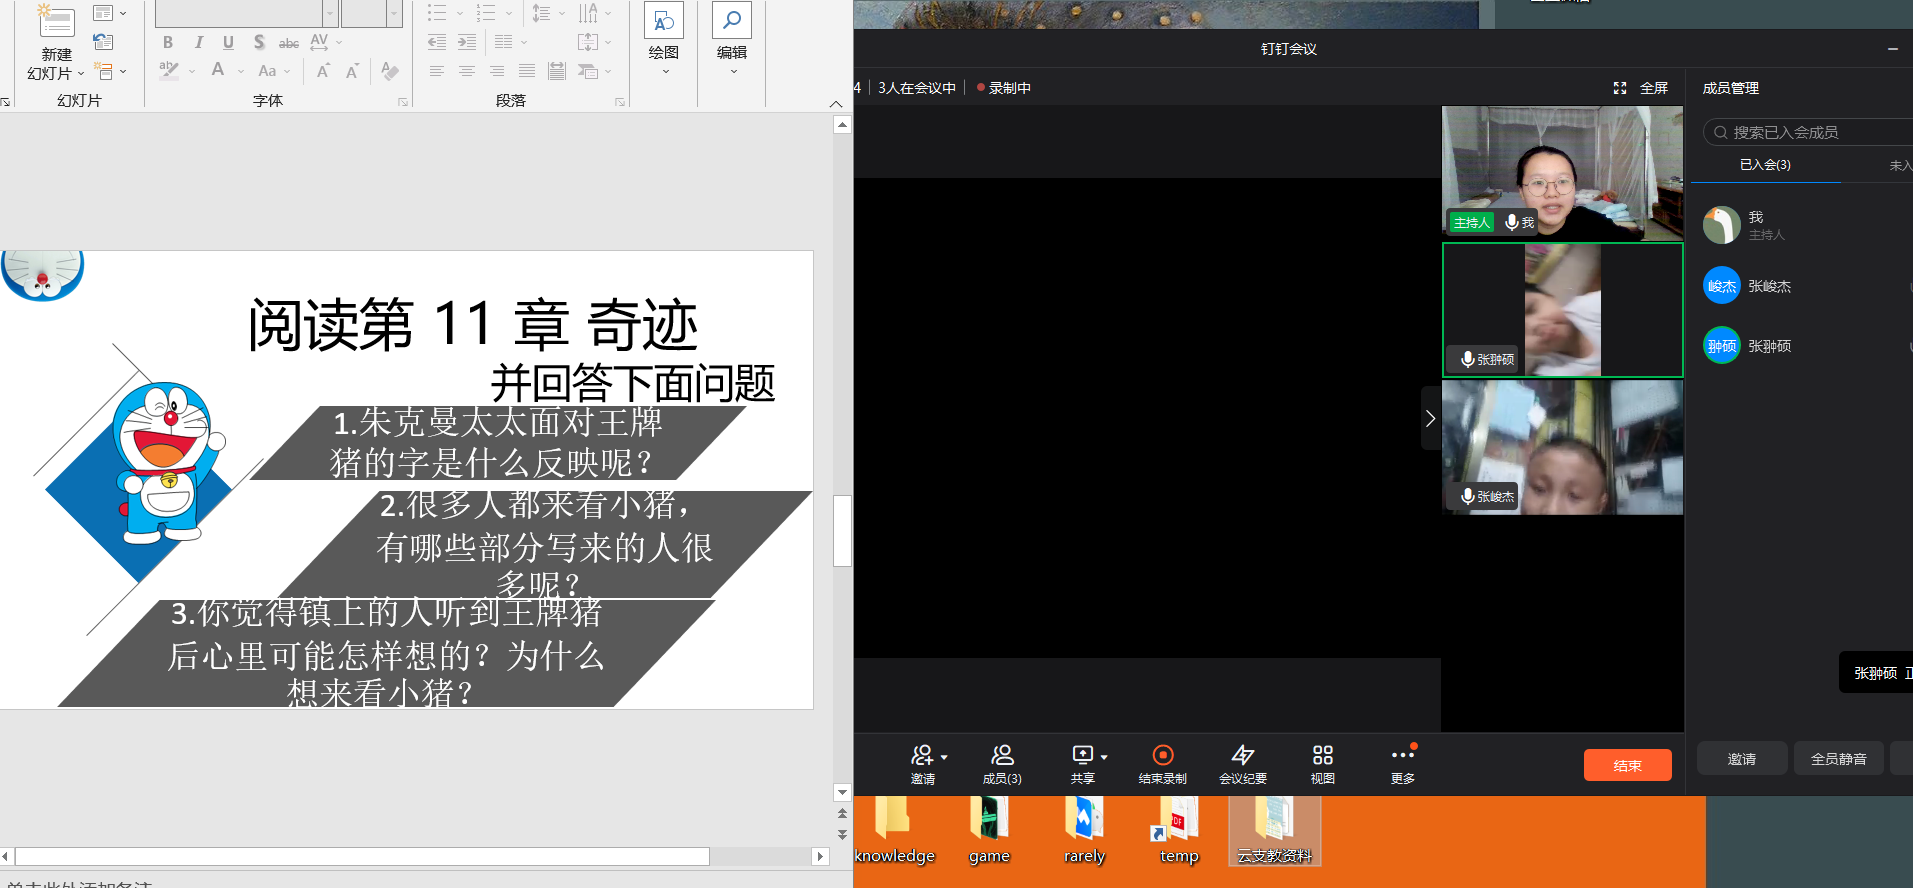 新建
幻灯片
幻灯片
B I U S abc AV
A Aa A A
字体
段落
绘图
编辑
阅读第 11 章 奇迹
并回答下面问题
1.朱克曼太太面对王牌
猪的字是什么反映呢？
2.很多人都来看小猪，
有哪些部分写来的人很
多呢？
3.你觉得镇上的人听到王牌猪
后心里可能怎样想的？为什么
想来看小猪？
单击此处添加备注
钉钉会议
4 3人在会议中 录制中
全屏
主持人 我
张翀硕
张峻杰
成员管理
搜索已入会成员
已入会(3) 未入
我
主持人
峻杰 张峻杰
翀硕 张翀硕
张翀硕 正
邀请
成员(3)
共享
结束录制
会议纪要
视图
更多
结束
邀请
全员静音
knowledge
game
rarely
temp
云支教资料